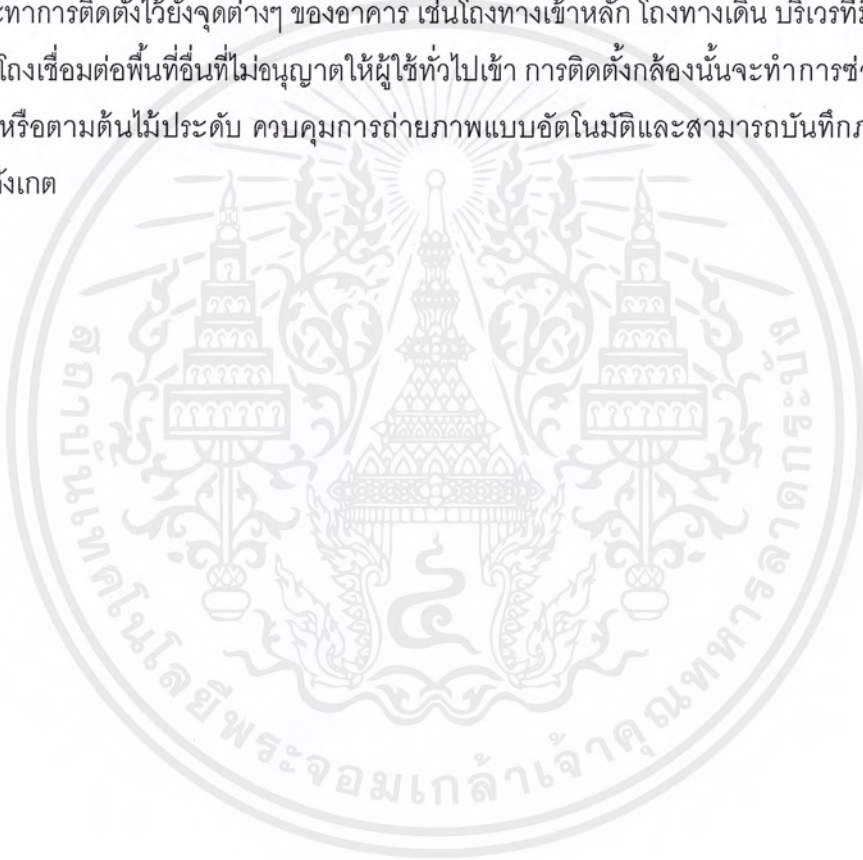 ะทำการติดตั้งไว้ยังจุดต่างๆ ของอาคาร เช่นโถงทางเข้าหลัก โถงทางเดิน บริเวรที่
โถงเชื่อมต่อพื้นที่อื่นที่ไม่อนุญาตให้ผู้ใช้ทั่วไปเข้า การติดตั้งกล้องนั้นจะทำการ
หรือตามต้นไม้ประดับ ควบคุมการถ่ายภาพแบบอัตโนมัติและสามารถบันทึก
ังเกต
สถาบันเทคโนโลยีพระจอมเกล้าเจ้าคุณทหารลาดกระบัง